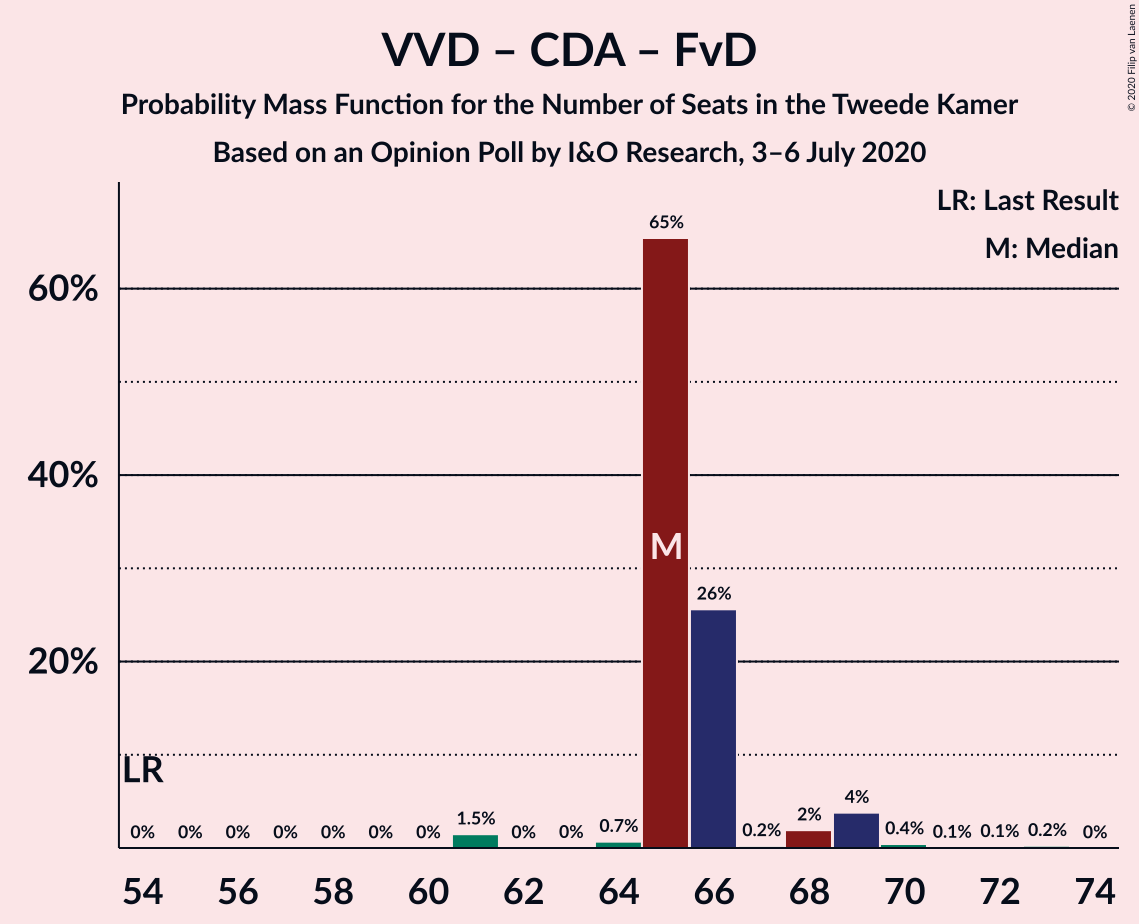 VVD – CDA – FvD
Probability Mass Function for the Number of Seats in the Tweede Kamer
Based on an Opinion Poll by I&O Research, 3–6 July 2020
© 2020 Filip van Laenen
LR: Last Result
M: Median
60%
40%
20%
LR
M
0% 0% 0% 0% 0% 0% 0% 1.5% 0% 0% 0.7% 65% 26% 0.2% 2% 4% 0.4% 0.1% 0.1% 0.2% 0%
54 56 58 60 62 64 66 68 70 72 74